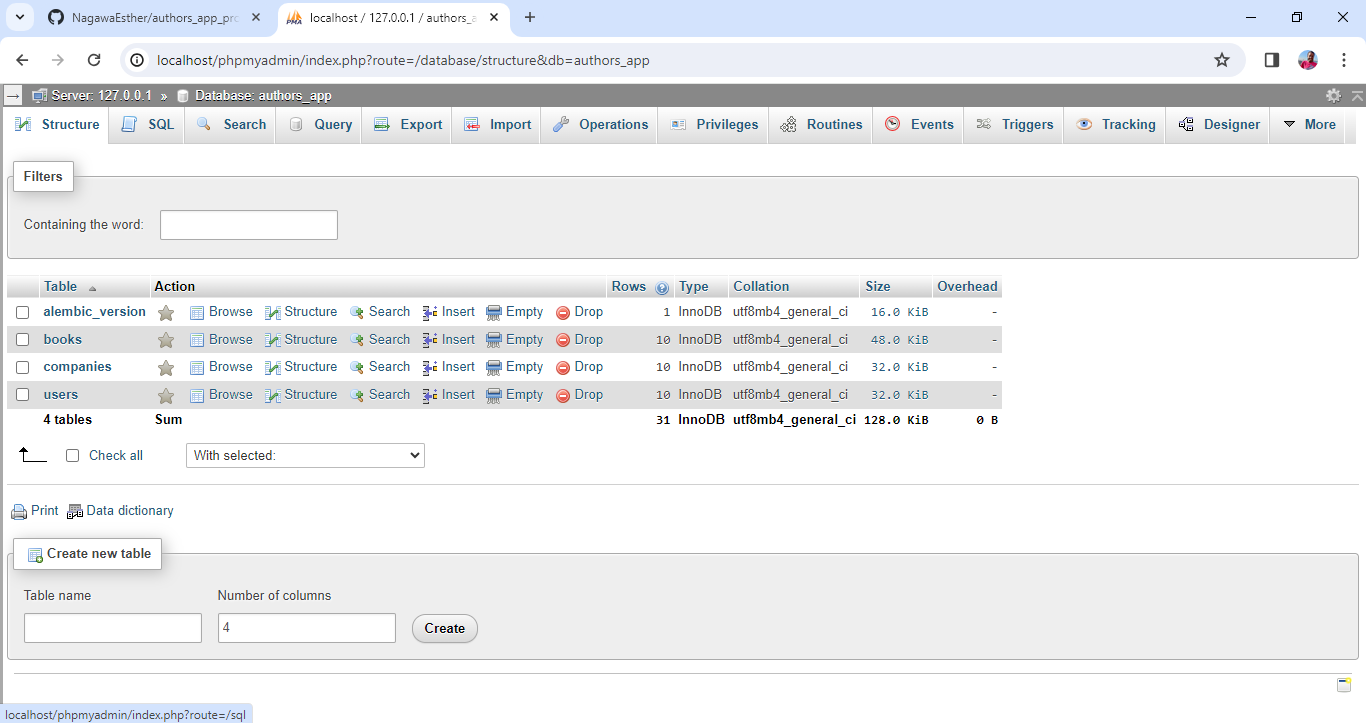 NagawaEsther/authors_app_pro
localhost / 127.0.0.1 / authors_a
localhost/phpmyadmin/index.php?route=/database/structure&db=authors_app
Server: 127.0.0.1 » Database: authors_app
Structure SQL Search Query Export Import Operations Privileges Routines Events Triggers Tracking Designer More
Filters
Containing the word:
Table Action Rows Type Collation Size Overhead
alembic_version Browse Structure Search Insert Empty Drop 1 InnoDB utf8mb4_general_ci 16.0 KiB -
books Browse Structure Search Insert Empty Drop 10 InnoDB utf8mb4_general_ci 48.0 KiB -
companies Browse Structure Search Insert Empty Drop 10 InnoDB utf8mb4_general_ci 32.0 KiB -
users Browse Structure Search Insert Empty Drop 10 InnoDB utf8mb4_general_ci 32.0 KiB -
4 tables Sum 31 InnoDB utf8mb4_general_ci 128.0 KiB 0 B
Check all With selected:
Print Data dictionary
Create new table
Table name Number of columns
4 Create
localhost/phpmyadmin/index.php?route=/sql